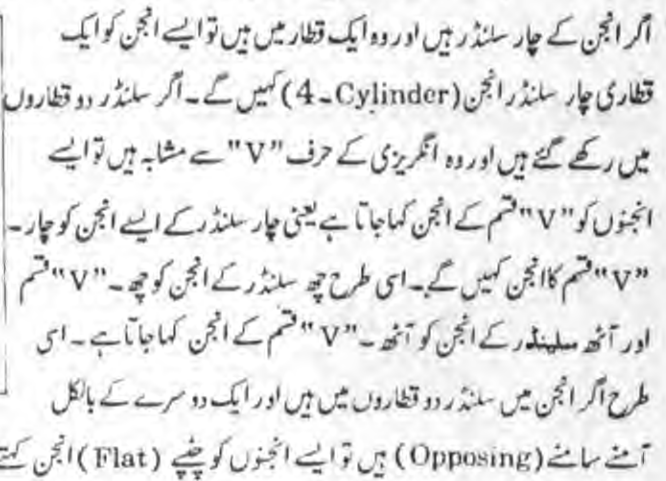 اگر انجن کے چار سلنڈر ہیں اور وہ ایک قطار میں ہیں تو ایسے انجن کو ایک
قطاری چار سلنڈر انجن (4-Cylinder) کہیں گے۔ اگر سلنڈر دو قطاروں
میں رکھے گئے ہیں اور وہ انگریزی کے حرف "V" سے مشابہ ہیں تو ایسے
انجنوں کو "V" قسم کے انجن کہا جاتا ہے یعنی چار سلنڈر کے ایسے انجن کو چار۔
"V" قسم کا انجن کہیں گے۔ اسی طرح چھ سلنڈر کے انجن کو چھ۔ "V" قسم
اور آٹھ سلینڈر کے انجن کو آٹھ۔ "V" قسم کے انجن کہا جاتا ہے۔ اسی
طرح اگر انجن میں سلنڈر دو قطاروں میں ہیں اور ایک دوسرے کے بالکل
آمنے سامنے (Opposing) ہیں تو ایسے انجنوں کو چپٹے (Flat) انجن کہتے